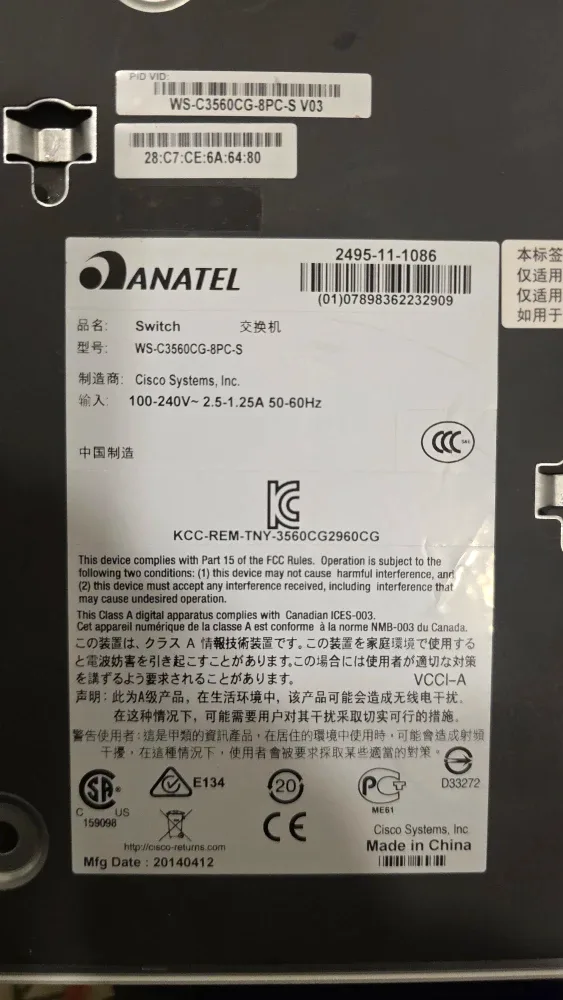 PID VID:
WS-C3560CG-8PC-S V03
28:C7:CE:6A:64:80
ANATEL
2495-11-1086
(01)07898362232909
本标签
仅适用
仅适用
如用于
品名: Switch 交换机
型号: WS-C3560CG-8PC-S
制造商: Cisco Systems, Inc.
输入: 100-240V~ 2.5-1.25A 50-60Hz
CCC
中国制造
KC
KCC-REM-TNY-3560CG2960CG
This device complies with Part 15 of the FCC Rules. Operation is subject to the
following two conditions: (1) this device may not cause harmful interference, and
(2) this device must accept any interference received, including interference that
may cause undesired operation.
This Class A digital apparatus complies with Canadian ICES-003.
Cet appareil numérique de la classe A est conforme à la norme NMB-003 du Canada.
この装置は、クラス A 情報技術装置です。この装置を家庭環境で使用する
と電波妨害を引き起こすことがあります。この場合には使用者が適切な対策
を講ずるよう要求されることがあります。 VCCI-A
声明: 此为A级产品，在生活环境中，该产品可能会造成无线电干扰。
在这种情况下，可能需要用户对其干扰采取切实可行的措施。
警告使用者: 這是甲類的資訊產品，在居住的環境中使用時，可能會造成射頻
干擾，在這種情況下，使用者會被要求採取某些適當的對策。
D33272
SA
C US
159098
E134
20
ME61
http://cisco-returns.com
CE
Cisco Systems, Inc
Made in China
Mfg Date : 20140412